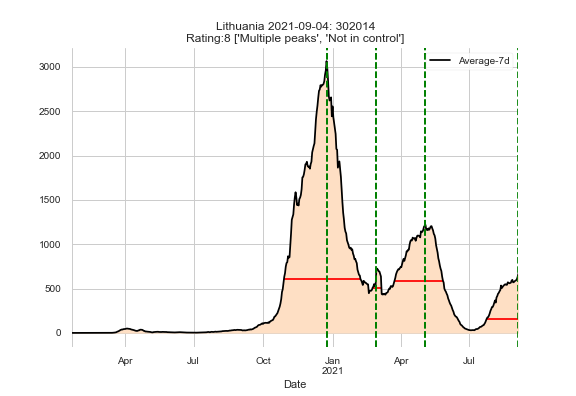 Lithuania 2021-09-04: 302014
Rating:8 ['Multiple peaks', 'Not in control']
Average-7d
3000
2500
2000
1500
1000
500
0
Apr Jul Oct Jan Apr Jul
2021
Date